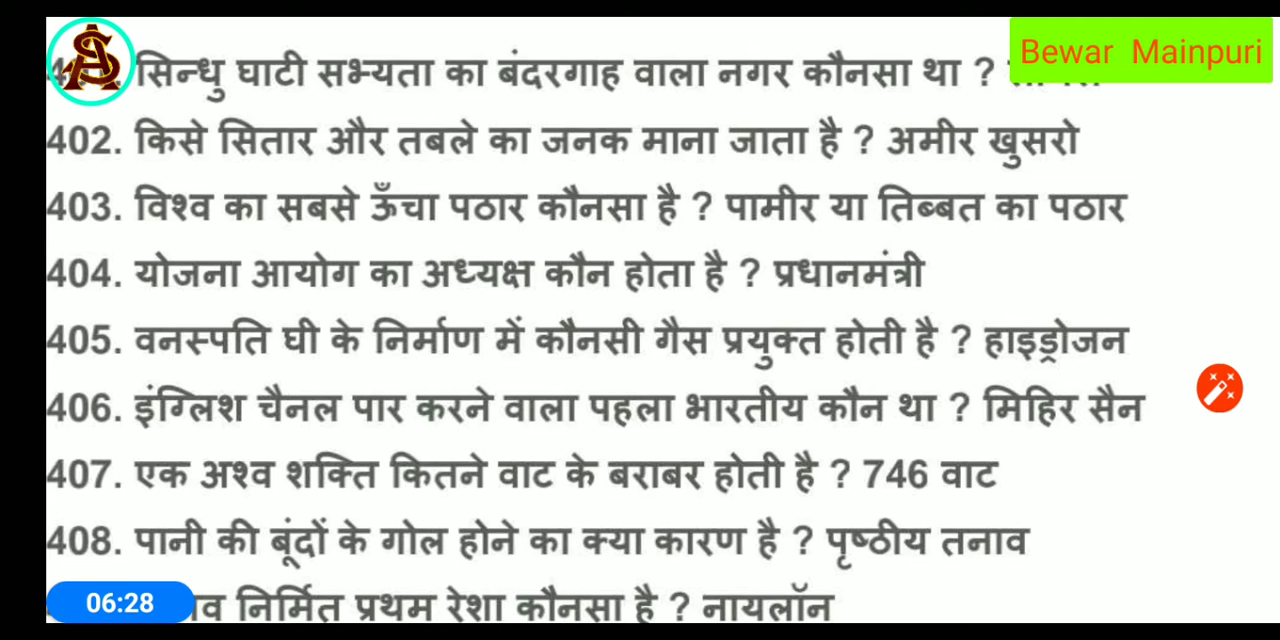 Bewar Mainpuri
सिन्धु घाटी सभ्यता का बंदरगाह वाला नगर कौनसा था ?
402. किसे सितार और तबले का जनक माना जाता है ? अमीर खुसरो
403. विश्व का सबसे ऊँचा पठार कौनसा है ? पामीर या तिब्बत का पठार
404. योजना आयोग का अध्यक्ष कौन होता है ? प्रधानमंत्री
405. वनस्पति घी के निर्माण में कौनसी गैस प्रयुक्त होती है ? हाइड्रोजन
406. इंग्लिश चैनल पार करने वाला पहला भारतीय कौन था ? मिहिर सैन
407. एक अश्व शक्ति कितने वाट के बराबर होती है ? 746 वाट
408. पानी की बूंदों के गोल होने का क्या कारण है ? पृष्ठीय तनाव
06:28
निर्मित प्रथम रेशा कौनसा है ? नायलॉन